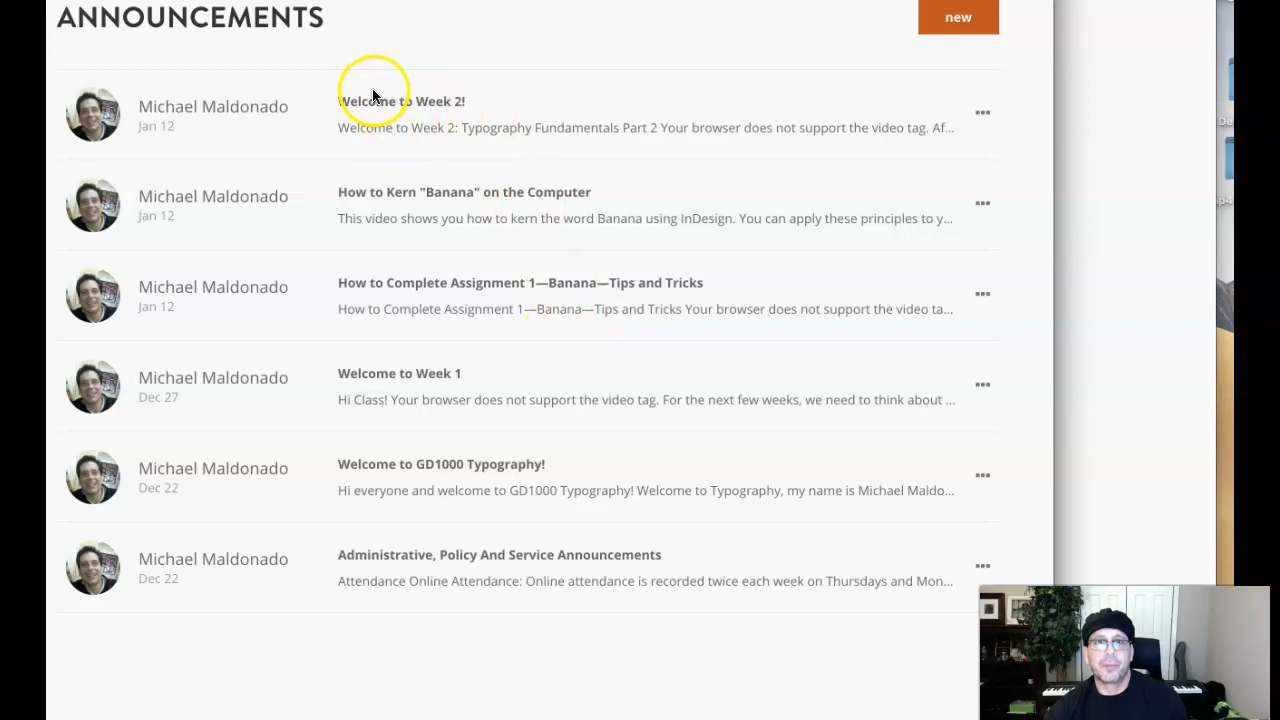 ANNOUNCEMENTS
new
Michael Maldonado
Jan 12
Welcome to Week 2!
Welcome to Week 2: Typography Fundamentals Part 2 Your browser does not support the video tag. Af...
Michael Maldonado
Jan 12
How to Kern "Banana" on the Computer
This video shows you how to kern the word Banana using InDesign. You can apply these principles to y...
Michael Maldonado
Jan 12
How to Complete Assignment 1—Banana—Tips and Tricks
How to Complete Assignment 1—Banana—Tips and Tricks Your browser does not support the video ta...
Michael Maldonado
Dec 27
Welcome to Week 1
Hi Class! Your browser does not support the video tag. For the next few weeks, we need to think about ...
Michael Maldonado
Dec 22
Welcome to GD1000 Typography!
Hi everyone and welcome to GD1000 Typography! Welcome to Typography, my name is Michael Maldo...
Michael Maldonado
Dec 22
Administrative, Policy And Service Announcements
Attendance Online Attendance: Online attendance is recorded twice each week on Thursdays and Mon...